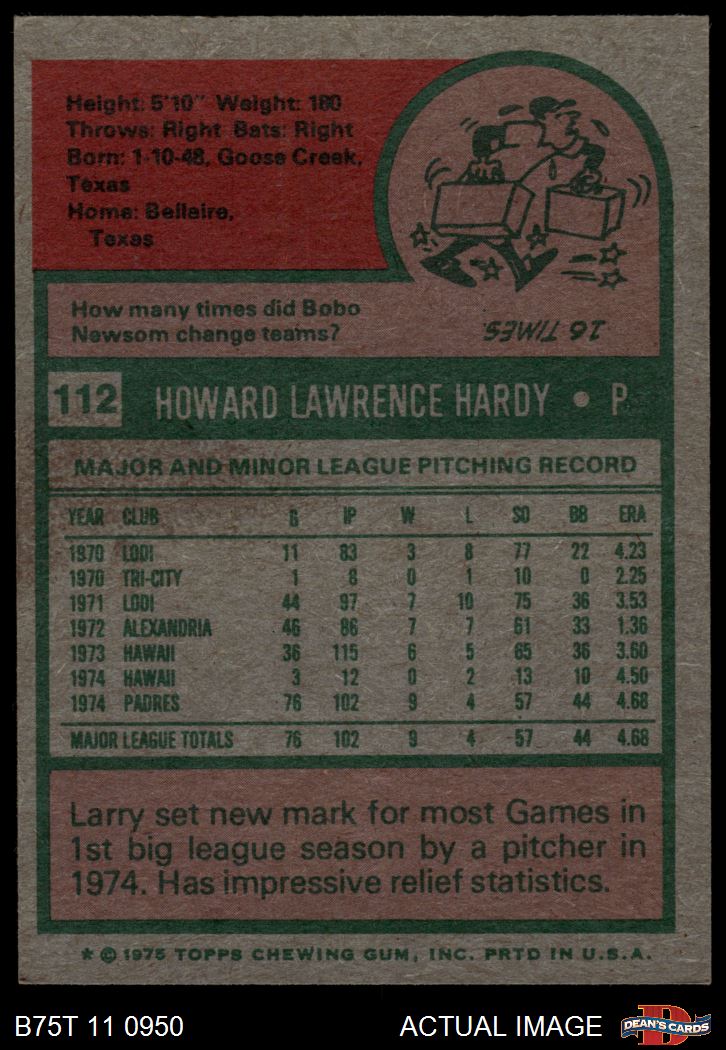 Height: 5'10" Weight: 180
Throws: Right Bats: Right
Born: 1-10-48, Goose Creek,
Texas
Home: Bellaire,
Texas
How many times did Bobo
Newsom change teams?
16 TIMES.
112 HOWARD LAWRENCE HARDY • P
MAJOR AND MINOR LEAGUE PITCHING RECORD
YEAR CLUB G IP W L SO BB ERA
1970 LODI 11 83 3 8 77 22 4.23
1970 TRI-CITY 1 8 0 1 10 0 2.25
1971 LODI 44 97 7 10 75 36 3.53
1972 ALEXANDRIA 46 86 7 7 61 33 1.36
1973 HAWAII 36 115 6 5 65 36 3.60
1974 HAWAII 3 12 0 2 13 10 4.50
1974 PADRES 76 102 9 4 57 44 4.68
MAJOR LEAGUE TOTALS 76 102 9 4 57 44 4.68
Larry set new mark for most Games in
1st big league season by a pitcher in
1974. Has impressive relief statistics.
* © 1975 TOPPS CHEWING GUM, INC. PRTD IN U.S.A.
B75T 11 0950 ACTUAL IMAGE D DEAN'S CARDS